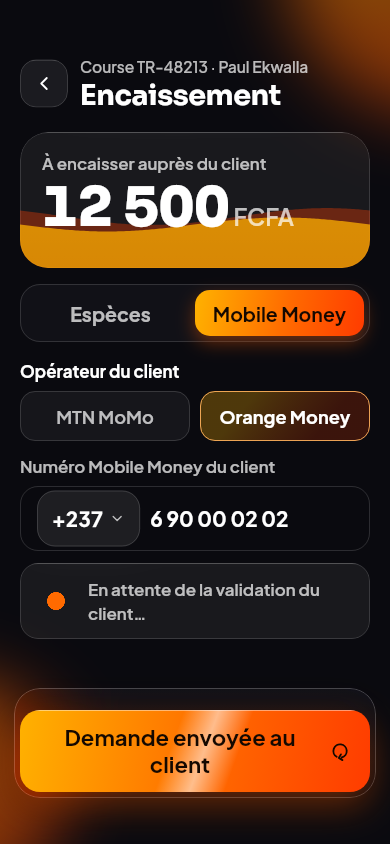 Course TR-48213 · Paul Ekwalla
Encaissement
À encaisser auprès du client
12 500 FCFA
Espèces
Mobile Money
Opérateur du client
MTN MoMo
Orange Money
Numéro Mobile Money du client
+237
6 90 00 02 02
En attente de la validation du
client…
Demande envoyée au
client